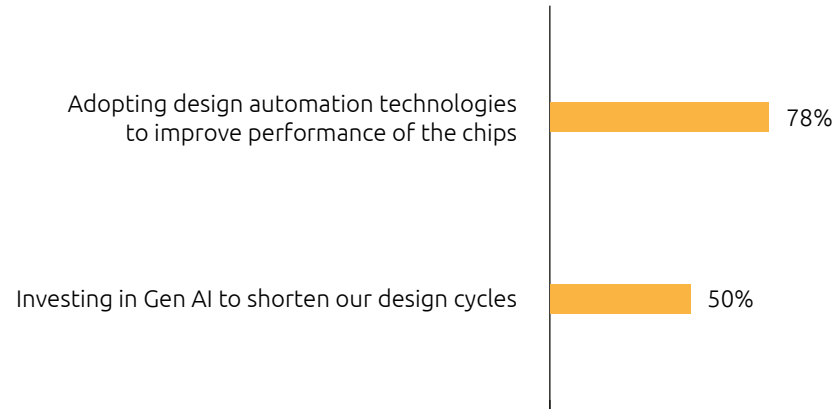 Adopting design automation technologies
to improve performance of the chips
78%
Investing in Gen AI to shorten our design cycles
50%